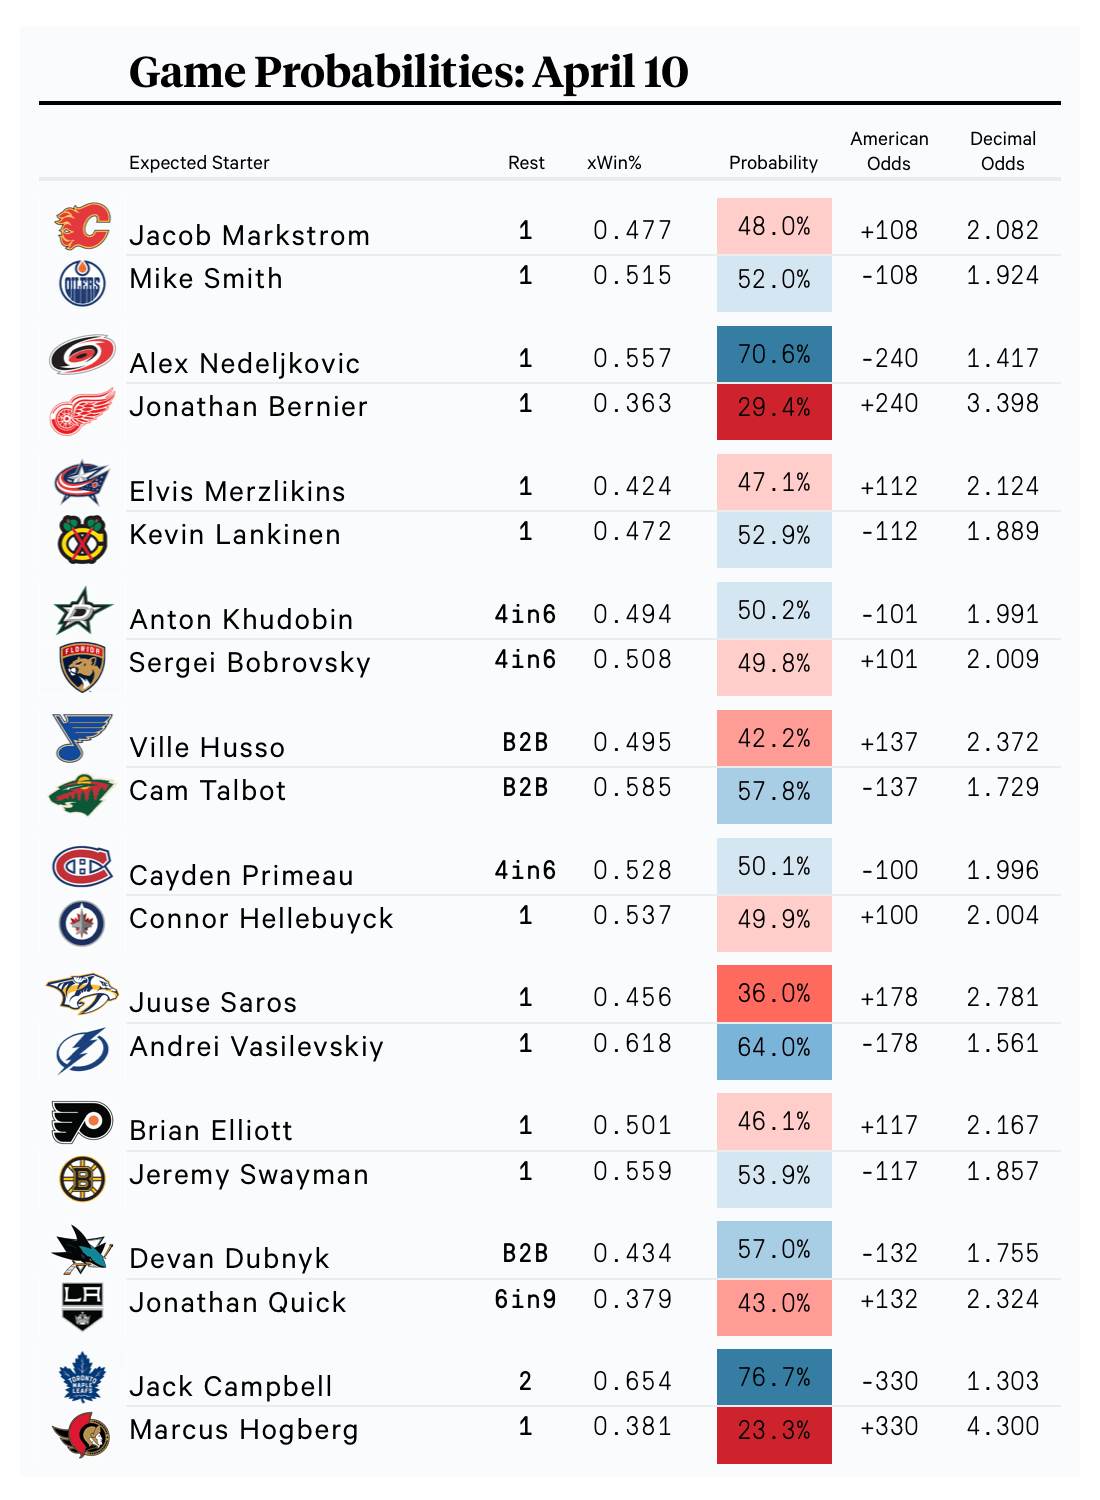 Game Probabilities: April 10
Expected Starter Rest xWin% Probability American Odds Decimal Odds
Jacob Markstrom 1 0.477 48.0% +108 2.082
OILERS Mike Smith 1 0.515 52.0% -108 1.924
Alex Nedeljkovic 1 0.557 70.6% -240 1.417
Jonathan Bernier 1 0.363 29.4% +240 3.398
Elvis Merzlikins 1 0.424 47.1% +112 2.124
Kevin Lankinen 1 0.472 52.9% -112 1.889
Anton Khudobin 4in6 0.494 50.2% -101 1.991
FLORIDA Sergei Bobrovsky 4in6 0.508 49.8% +101 2.009
Ville Husso B2B 0.495 42.2% +137 2.372
Cam Talbot B2B 0.585 57.8% -137 1.729
Cayden Primeau 4in6 0.528 50.1% -100 1.996
Connor Hellebuyck 1 0.537 49.9% +100 2.004
Juuse Saros 1 0.456 36.0% +178 2.781
Andrei Vasilevskiy 1 0.618 64.0% -178 1.561
Brian Elliott 1 0.501 46.1% +117 2.167
B Jeremy Swayman 1 0.559 53.9% -117 1.857
Devan Dubnyk B2B 0.434 57.0% -132 1.755
LA Jonathan Quick 6in9 0.379 43.0% +132 2.324
TORONTO MAPLE LEAFS Jack Campbell 2 0.654 76.7% -330 1.303
Marcus Hogberg 1 0.381 23.3% +330 4.300